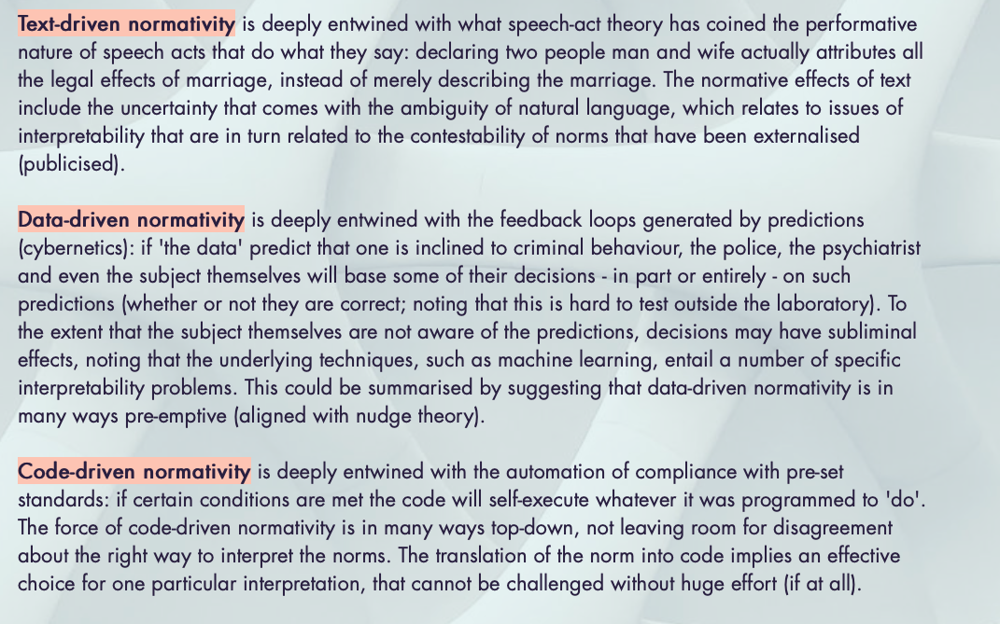 Text-driven normativity is deeply entwined with what speech-act theory has coined the performative
nature of speech acts that do what they say: declaring two people man and wife actually attributes all
the legal effects of marriage, instead of merely describing the marriage. The normative effects of text
include the uncertainty that comes with the ambiguity of natural language, which relates to issues of
interpretability that are in turn related to the contestability of norms that have been externalised
(publicised).
Data-driven normativity is deeply entwined with the feedback loops generated by predictions
(cybernetics): if 'the data' predict that one is inclined to criminal behaviour, the police, the psychiatrist
and even the subject themselves will base some of their decisions - in part or entirely - on such
predictions (whether or not they are correct; noting that this is hard to test outside the laboratory). To
the extent that the subject themselves are not aware of the predictions, decisions may have subliminal
effects, noting that the underlying techniques, such as machine learning, entail a number of specific
interpretability problems. This could be summarised by suggesting that data-driven normativity is in
many ways pre-emptive (aligned with nudge theory).
Code-driven normativity is deeply entwined with the automation of compliance with pre-set
standards: if certain conditions are met the code will self-execute whatever it was programmed to 'do'.
The force of code-driven normativity is in many ways top-down, not leaving room for disagreement
about the right way to interpret the norms. The translation of the norm into code implies an effective
choice for one particular interpretation, that cannot be challenged without huge effort (if at all).